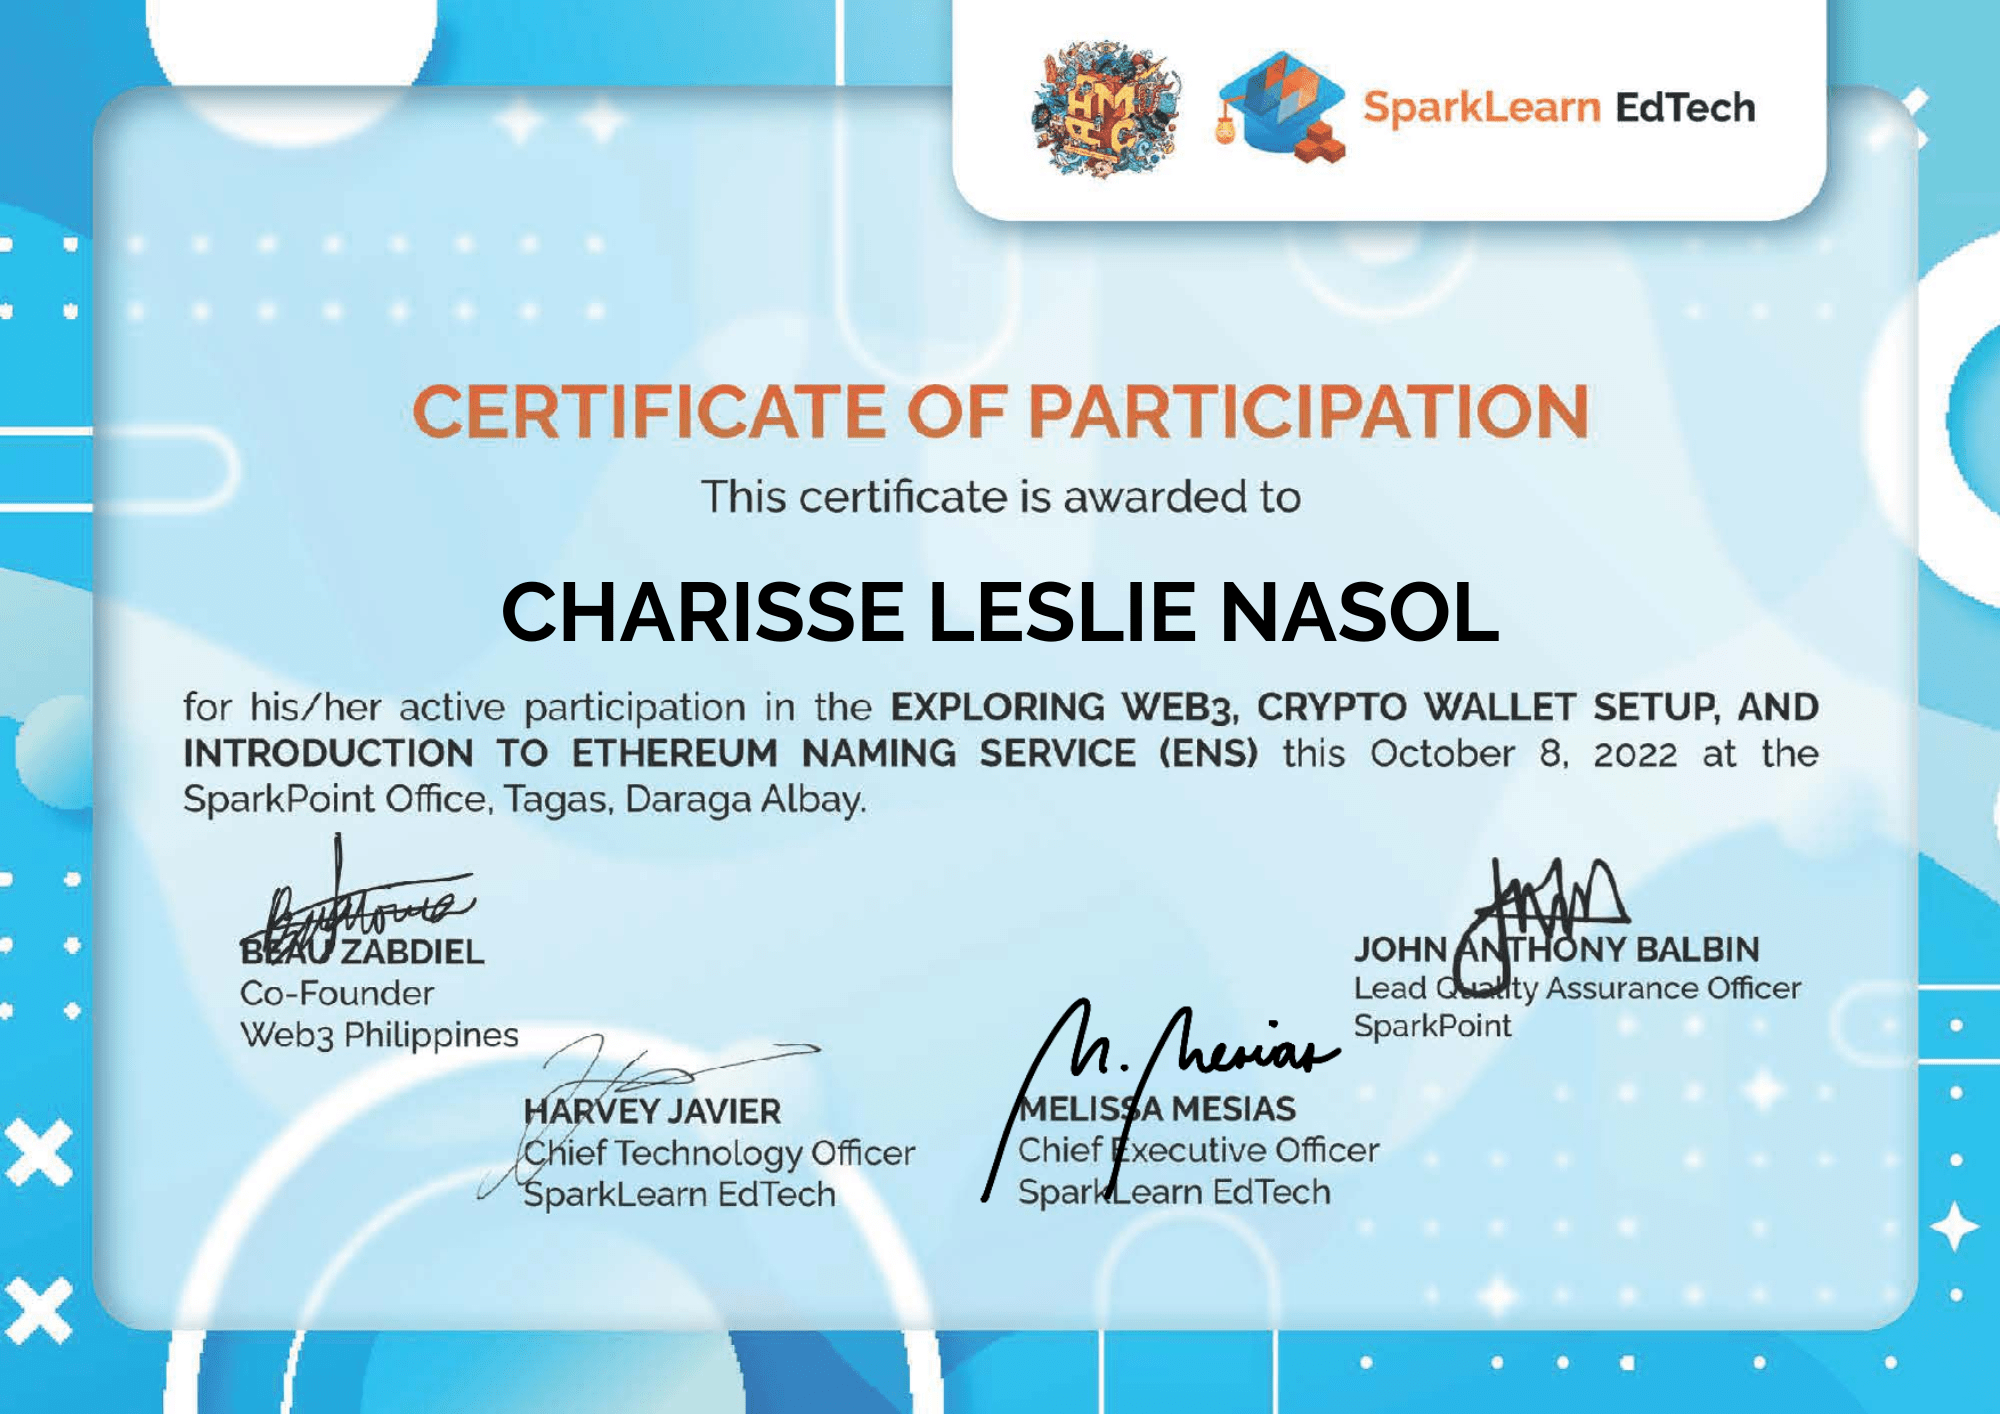 SparkLearn EdTech
CERTIFICATE OF PARTICIPATION
This certificate is awarded to
CHARISSE LESLIE NASOL
for his/her active participation in the EXPLORING WEB3, CRYPTO WALLET SETUP, AND
INTRODUCTION TO ETHEREUM NAMING SERVICE (ENS) this October 8, 2022 at the
SparkPoint Office, Tagas, Daraga Albay.
BEAU ZABDIEL
Co-Founder
Web3 Philippines
JOHN ANTHONY BALBIN
Lead Quality Assurance Officer
SparkPoint
HARVEY JAVIER
Chief Technology Officer
SparkLearn EdTech
M. Mesias
MELISSA MESIAS
Chief Executive Officer
SparkLearn EdTech